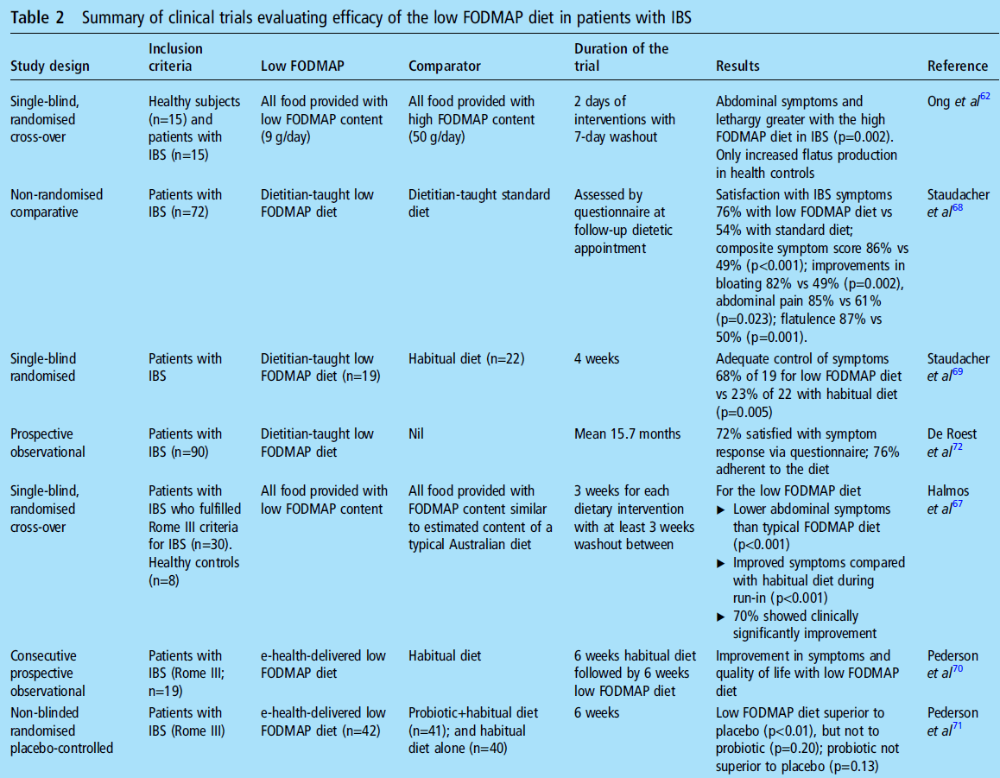 Table 2 Summary of clinical trials evaluating efficacy of the low FODMAP diet in patients with IBS
Study design
Inclusion
criteria
Low FODMAP
Comparator
Duration of the
trial
Results
Reference
Single-blind,
randomised
cross-over
Healthy subjects
(n=15) and
patients with
IBS (n=15)
All food provided with
low FODMAP content
(9 g/day)
All food provided with
high FODMAP content
(50 g/day)
2 days of
interventions with
7-day washout
Abdominal symptoms and
lethargy greater with the high
FODMAP diet in IBS (p=0.002).
Only increased flatus production
in health controls
Ong et al62
Non-randomised
comparative
Patients with
IBS (n=72)
Dietitian-taught low
FODMAP diet
Dietitian-taught standard
diet
Assessed by
questionnaire at
follow-up dietetic
appointment
Satisfaction with IBS symptoms
76% with low FODMAP diet vs
54% with standard diet;
composite symptom score 86% vs
49% (p<0.001); improvements in
bloating 82% vs 49% (p=0.002),
abdominal pain 85% vs 61%
(p=0.023); flatulence 87% vs
50% (p=0.001).
Staudacher
et al68
Single-blind
randomised
Patients with
IBS
Dietitian-taught low
FODMAP diet (n=19)
Habitual diet (n=22)
4 weeks
Adequate control of symptoms
68% of 19 for low FODMAP diet
vs 23% of 22 with habitual diet
(p=0.005)
Staudacher
et al69
Prospective
observational
Patients with
IBS (n=90)
Dietitian-taught low
FODMAP diet
Nil
Mean 15.7 months
72% satisfied with symptom
response via questionnaire; 76%
adherent to the diet
De Roest
et al72
Single-blind,
randomised
cross-over
Patients with
IBS who fulfilled
Rome III criteria
for IBS (n=30).
Healthy controls
(n=8)
All food provided with
low FODMAP content
All food provided with
FODMAP content similar
to estimated content of a
typical Australian diet
3 weeks for each
dietary intervention
with at least 3 weeks
washout between
For the low FODMAP diet
▶ Lower abdominal symptoms
than typical FODMAP diet
(p<0.001)
▶ Improved symptoms compared
with habitual diet during
run-in (p<0.001)
▶ 70% showed clinically
significantly improvement
Halmos
et al67
Consecutive
prospective
observational
Patients with
IBS (Rome III;
n=19)
e-health-delivered low
FODMAP diet
Habitual diet
6 weeks habitual diet
followed by 6 weeks
low FODMAP diet
Improvement in symptoms and
quality of life with low FODMAP
diet
Pederson
et al70
Non-blinded
randomised
placebo-controlled
Patients with
IBS (Rome III)
e-health-delivered low
FODMAP diet (n=42)
Probiotic+habitual diet
(n=41); and habitual
diet alone (n=40)
6 weeks
Low FODMAP diet superior to
placebo (p<0.01), but not to
probiotic (p=0.20); probiotic not
superior to placebo (p=0.13)
Pederson
et al71